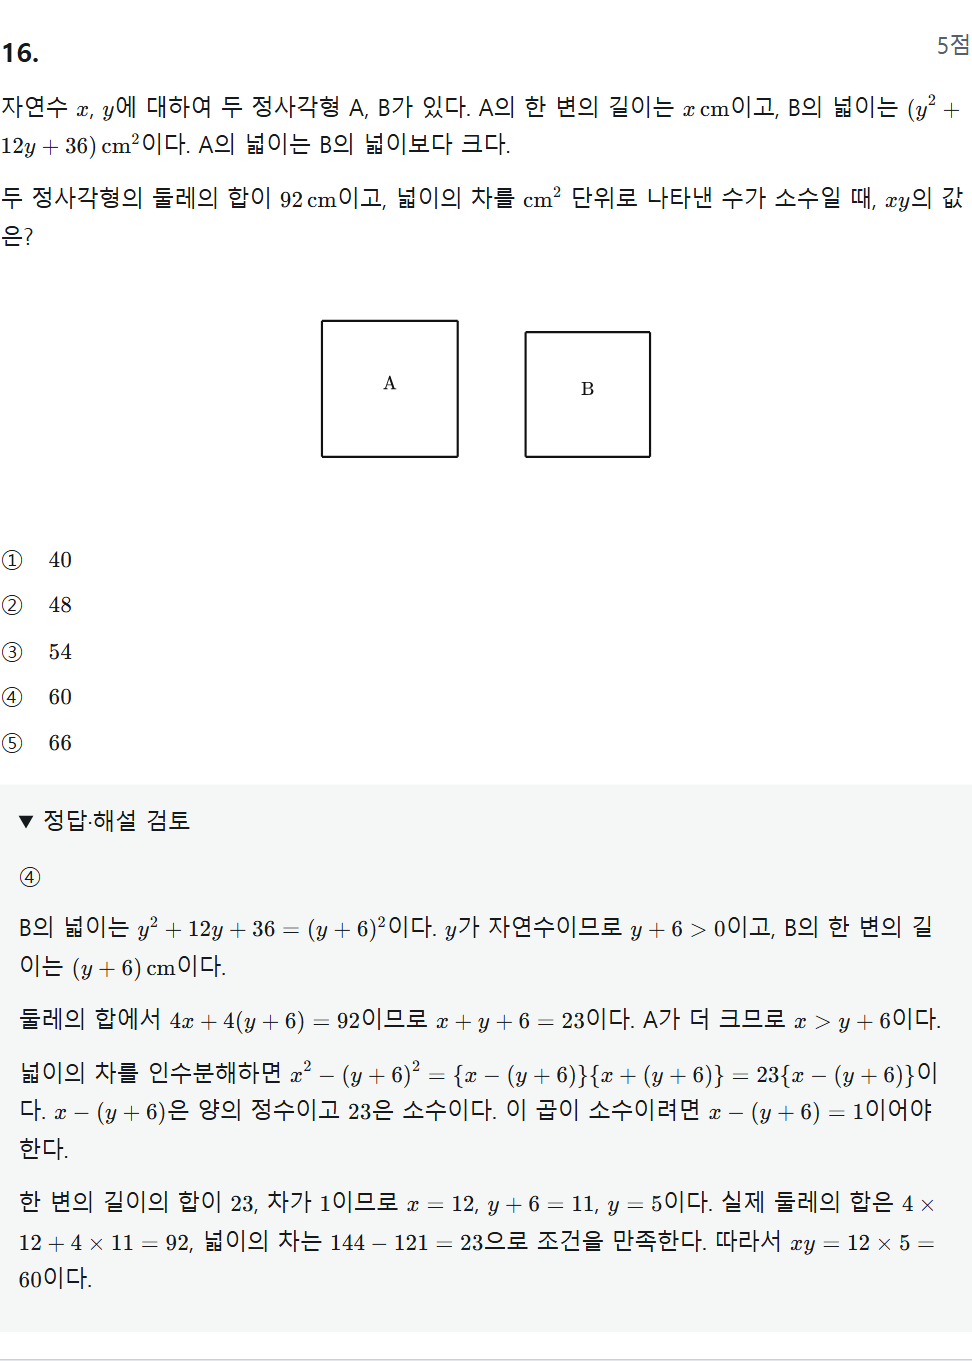 16.
5점
자연수 x, y에 대하여 두 정사각형 A, B가 있다. A의 한 변의 길이는 x cm이고, B의 넓이는 (y² +
12y + 36) cm²이다. A의 넓이는 B의 넓이보다 크다.
두 정사각형의 둘레의 합이 92 cm이고, 넓이의 차를 cm² 단위로 나타낸 수가 소수일 때, xy의 값
은?
A
B
① 40
② 48
③ 54
④ 60
⑤ 66
▼ 정답·해설 검토
④
B의 넓이는 y² + 12y + 36 = (y + 6)²이다. y가 자연수이므로 y + 6 > 0이고, B의 한 변의 길
이는 (y + 6) cm이다.
둘레의 합에서 4x + 4(y + 6) = 92이므로 x + y + 6 = 23이다. A가 더 크므로 x > y + 6이다.
넓이의 차를 인수분해하면 x² − (y + 6)² = {x − (y + 6)}{x + (y + 6)} = 23{x − (y + 6)}이
다. x − (y + 6)은 양의 정수이고 23은 소수이다. 이 곱이 소수이려면 x − (y + 6) = 1이어야
한다.
한 변의 길이의 합이 23, 차가 1이므로 x = 12, y + 6 = 11, y = 5이다. 실제 둘레의 합은 4 ×
12 + 4 × 11 = 92, 넓이의 차는 144 − 121 = 23으로 조건을 만족한다. 따라서 xy = 12 × 5 =
60이다.